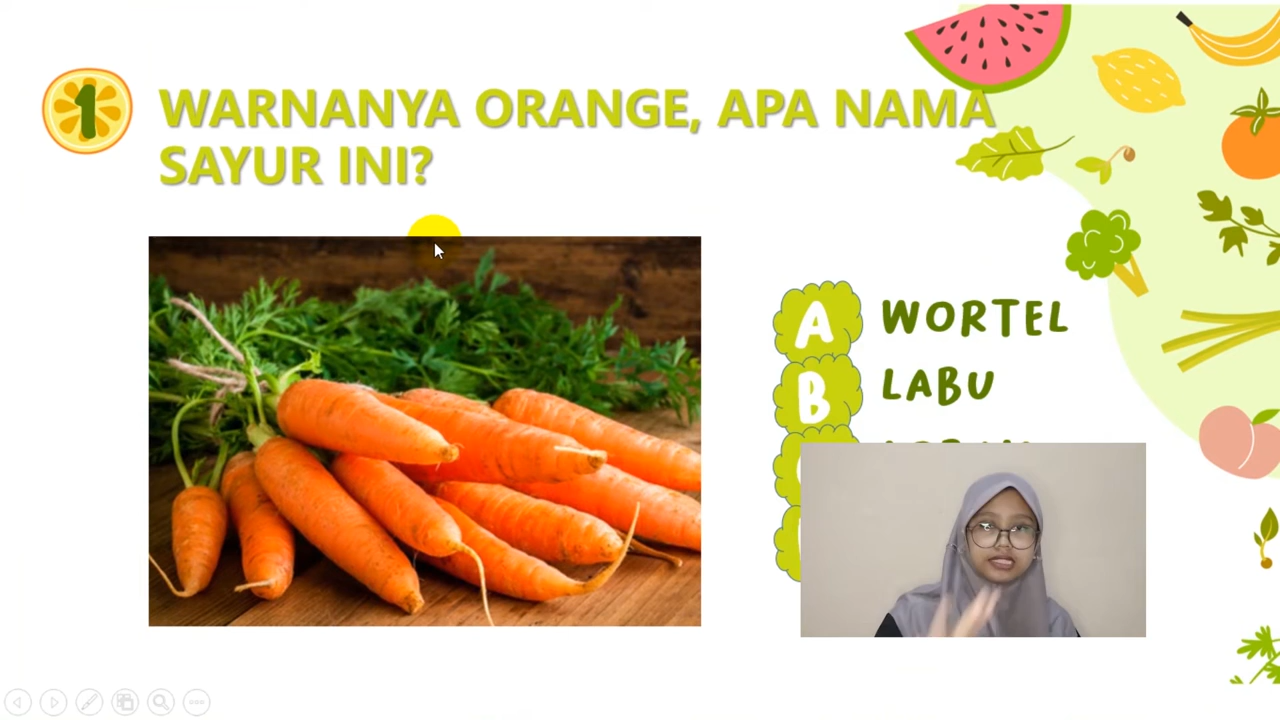 1
WARNANYA ORANGE, APA NAMA
SAYUR INI?
A WORTEL
B LABU